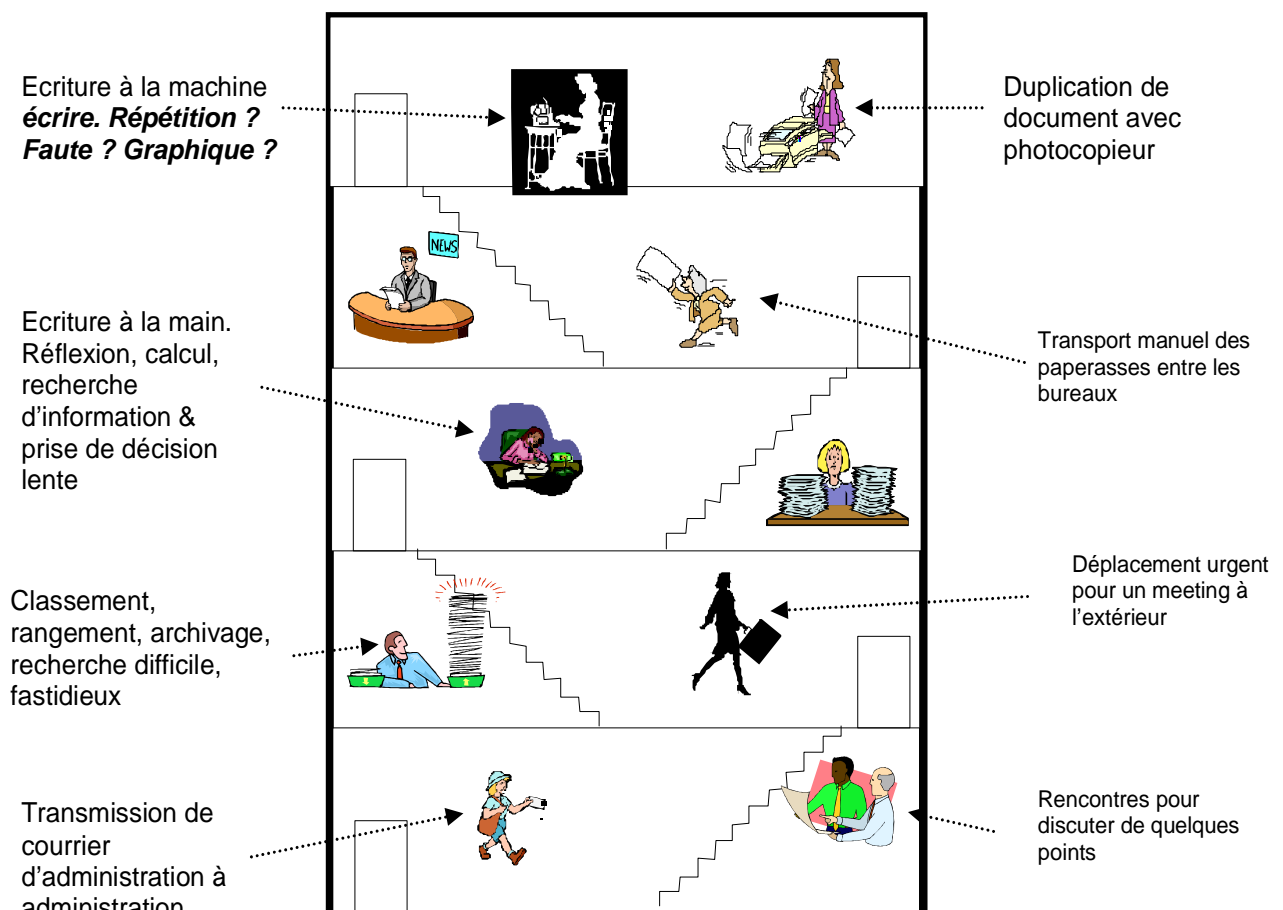 Ecriture à la machine
écrire. Répétition ?
Faute ? Graphique ?
Duplication de
document avec
photocopieur
NEWS
Ecriture à la main.
Réflexion, calcul,
recherche
d'information &
prise de décision
lente
Transport manuel des
paperasses entre les
bureaux
Classement,
rangement, archivage,
recherche difficile,
fastidieux
Déplacement urgent
pour un meeting à
l'extérieur
Transmission de
courrier
d'administration à
administration
Rencontres pour
discuter de quelques
points